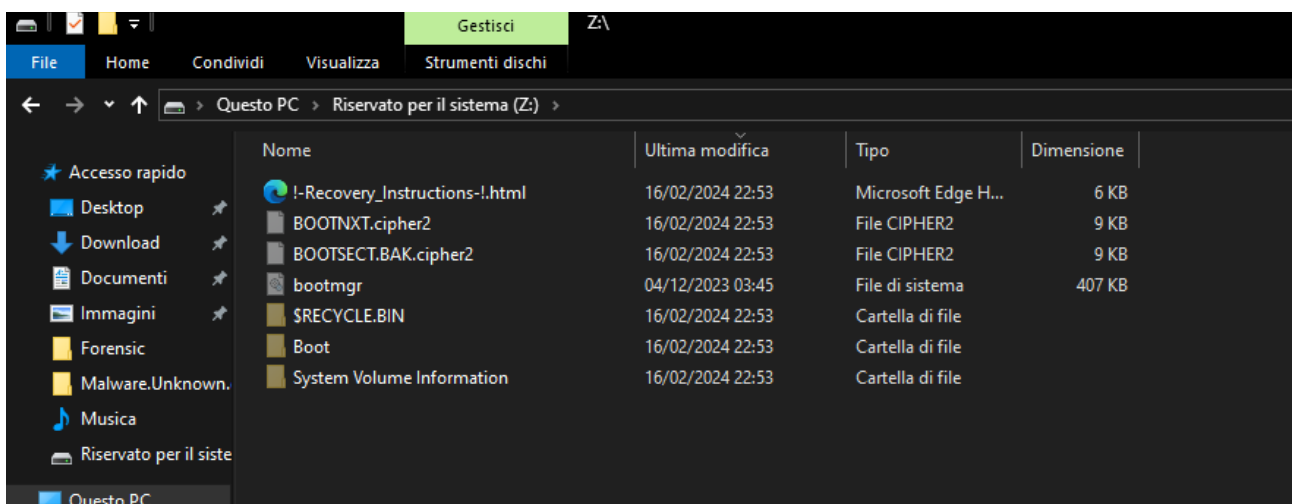 Gestisci Z:\
File Home Condividi Visualizza Strumenti dischi
Questo PC > Riservato per il sistema (Z:) >
Nome Ultima modifica Tipo Dimensione
Accesso rapido
Desktop
Download
Documenti
Immagini
Forensic
Malware.Unknown.
Musica
Riservato per il siste
Questo PC
!-Recovery_Instructions-!.html 16/02/2024 22:53 Microsoft Edge H... 6 KB
BOOTNXT.cipher2 16/02/2024 22:53 File CIPHER2 9 KB
BOOTSECT.BAK.cipher2 16/02/2024 22:53 File CIPHER2 9 KB
bootmgr 04/12/2023 03:45 File di sistema 407 KB
$RECYCLE.BIN 16/02/2024 22:53 Cartella di file
Boot 16/02/2024 22:53 Cartella di file
System Volume Information 16/02/2024 22:53 Cartella di file